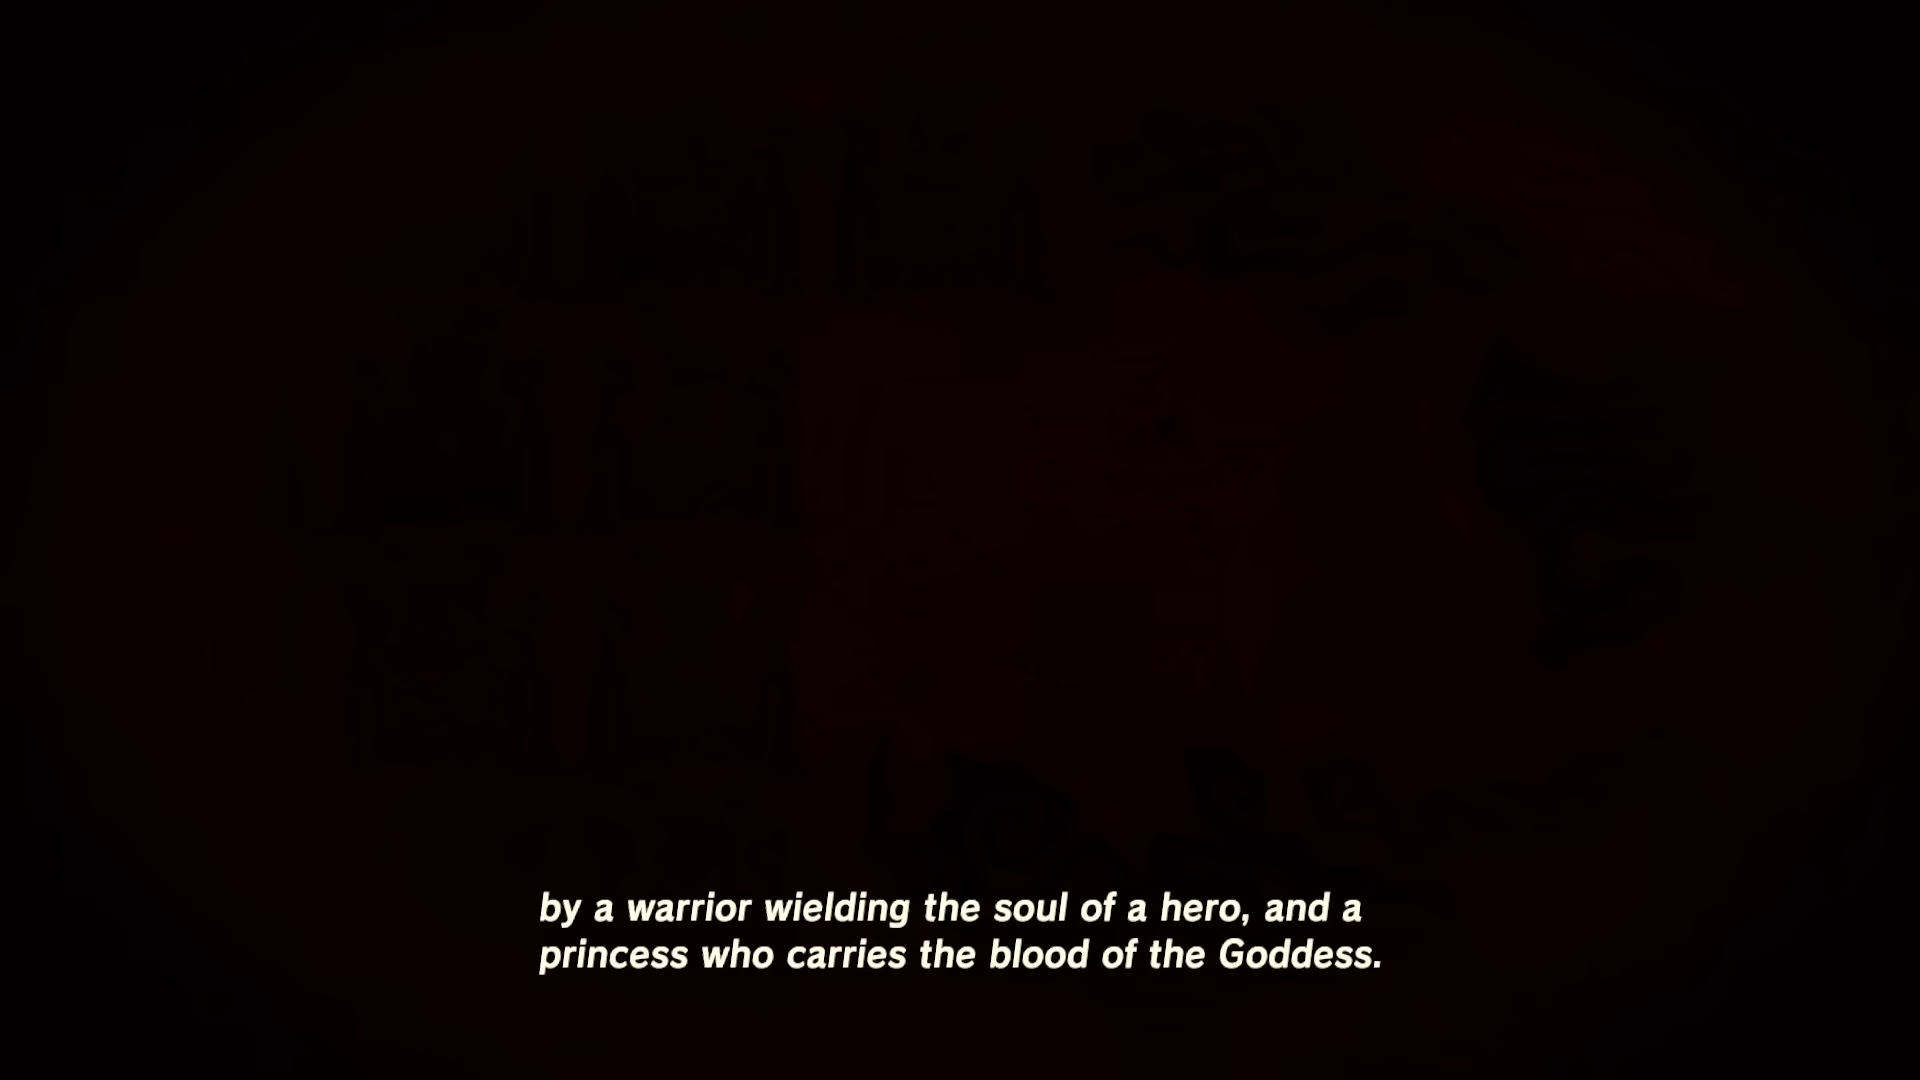 by a warrior wielding the soul of a hero, and a
princess who carries the blood of the Goddess.